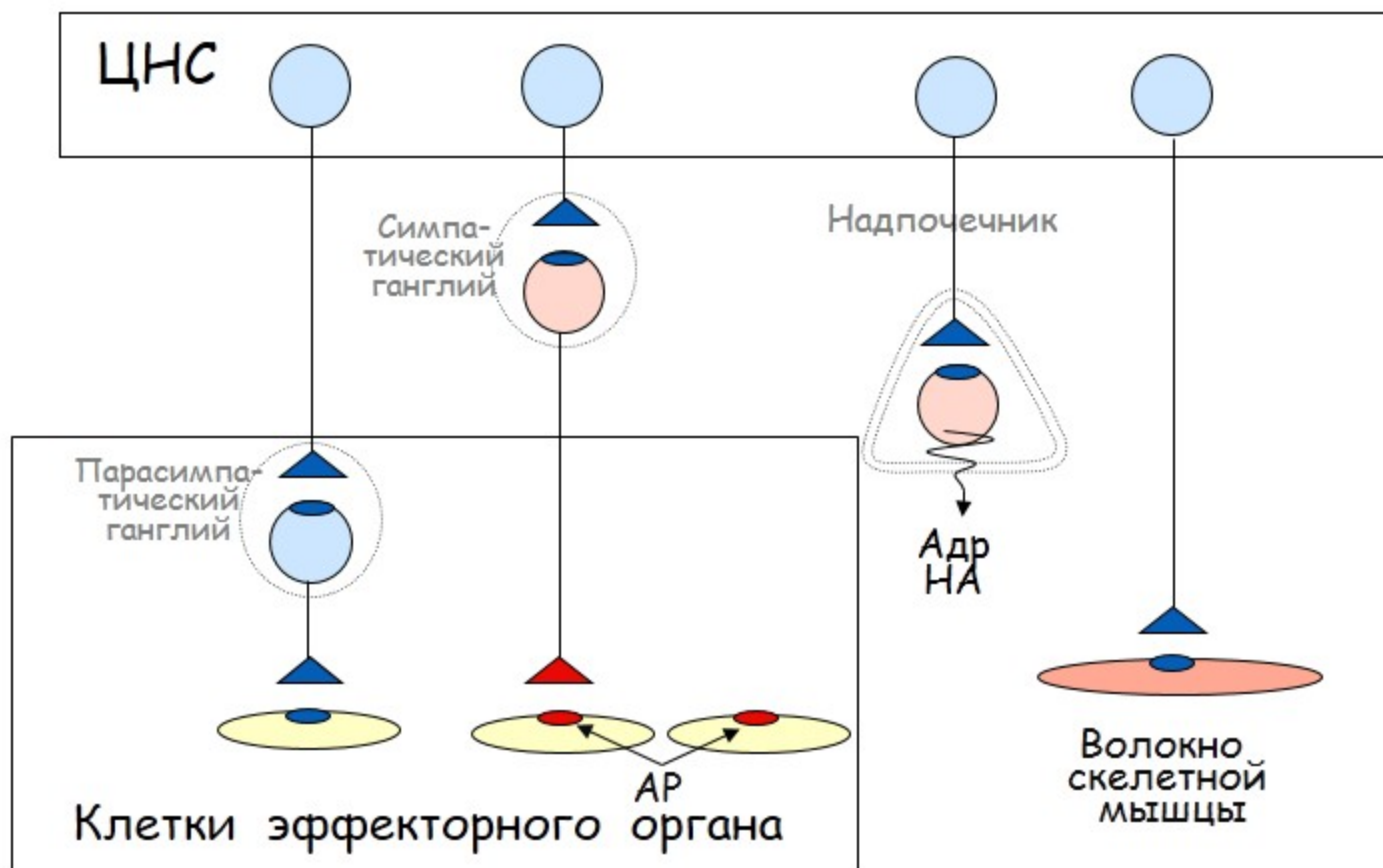 ЦНС
Симпа-
тический
ганглий
Надпочечник
Парасимпа-
тический
ганглий
Адр
НА
АР
Клетки эффекторного органа
Волокно
скелетной
мышцы